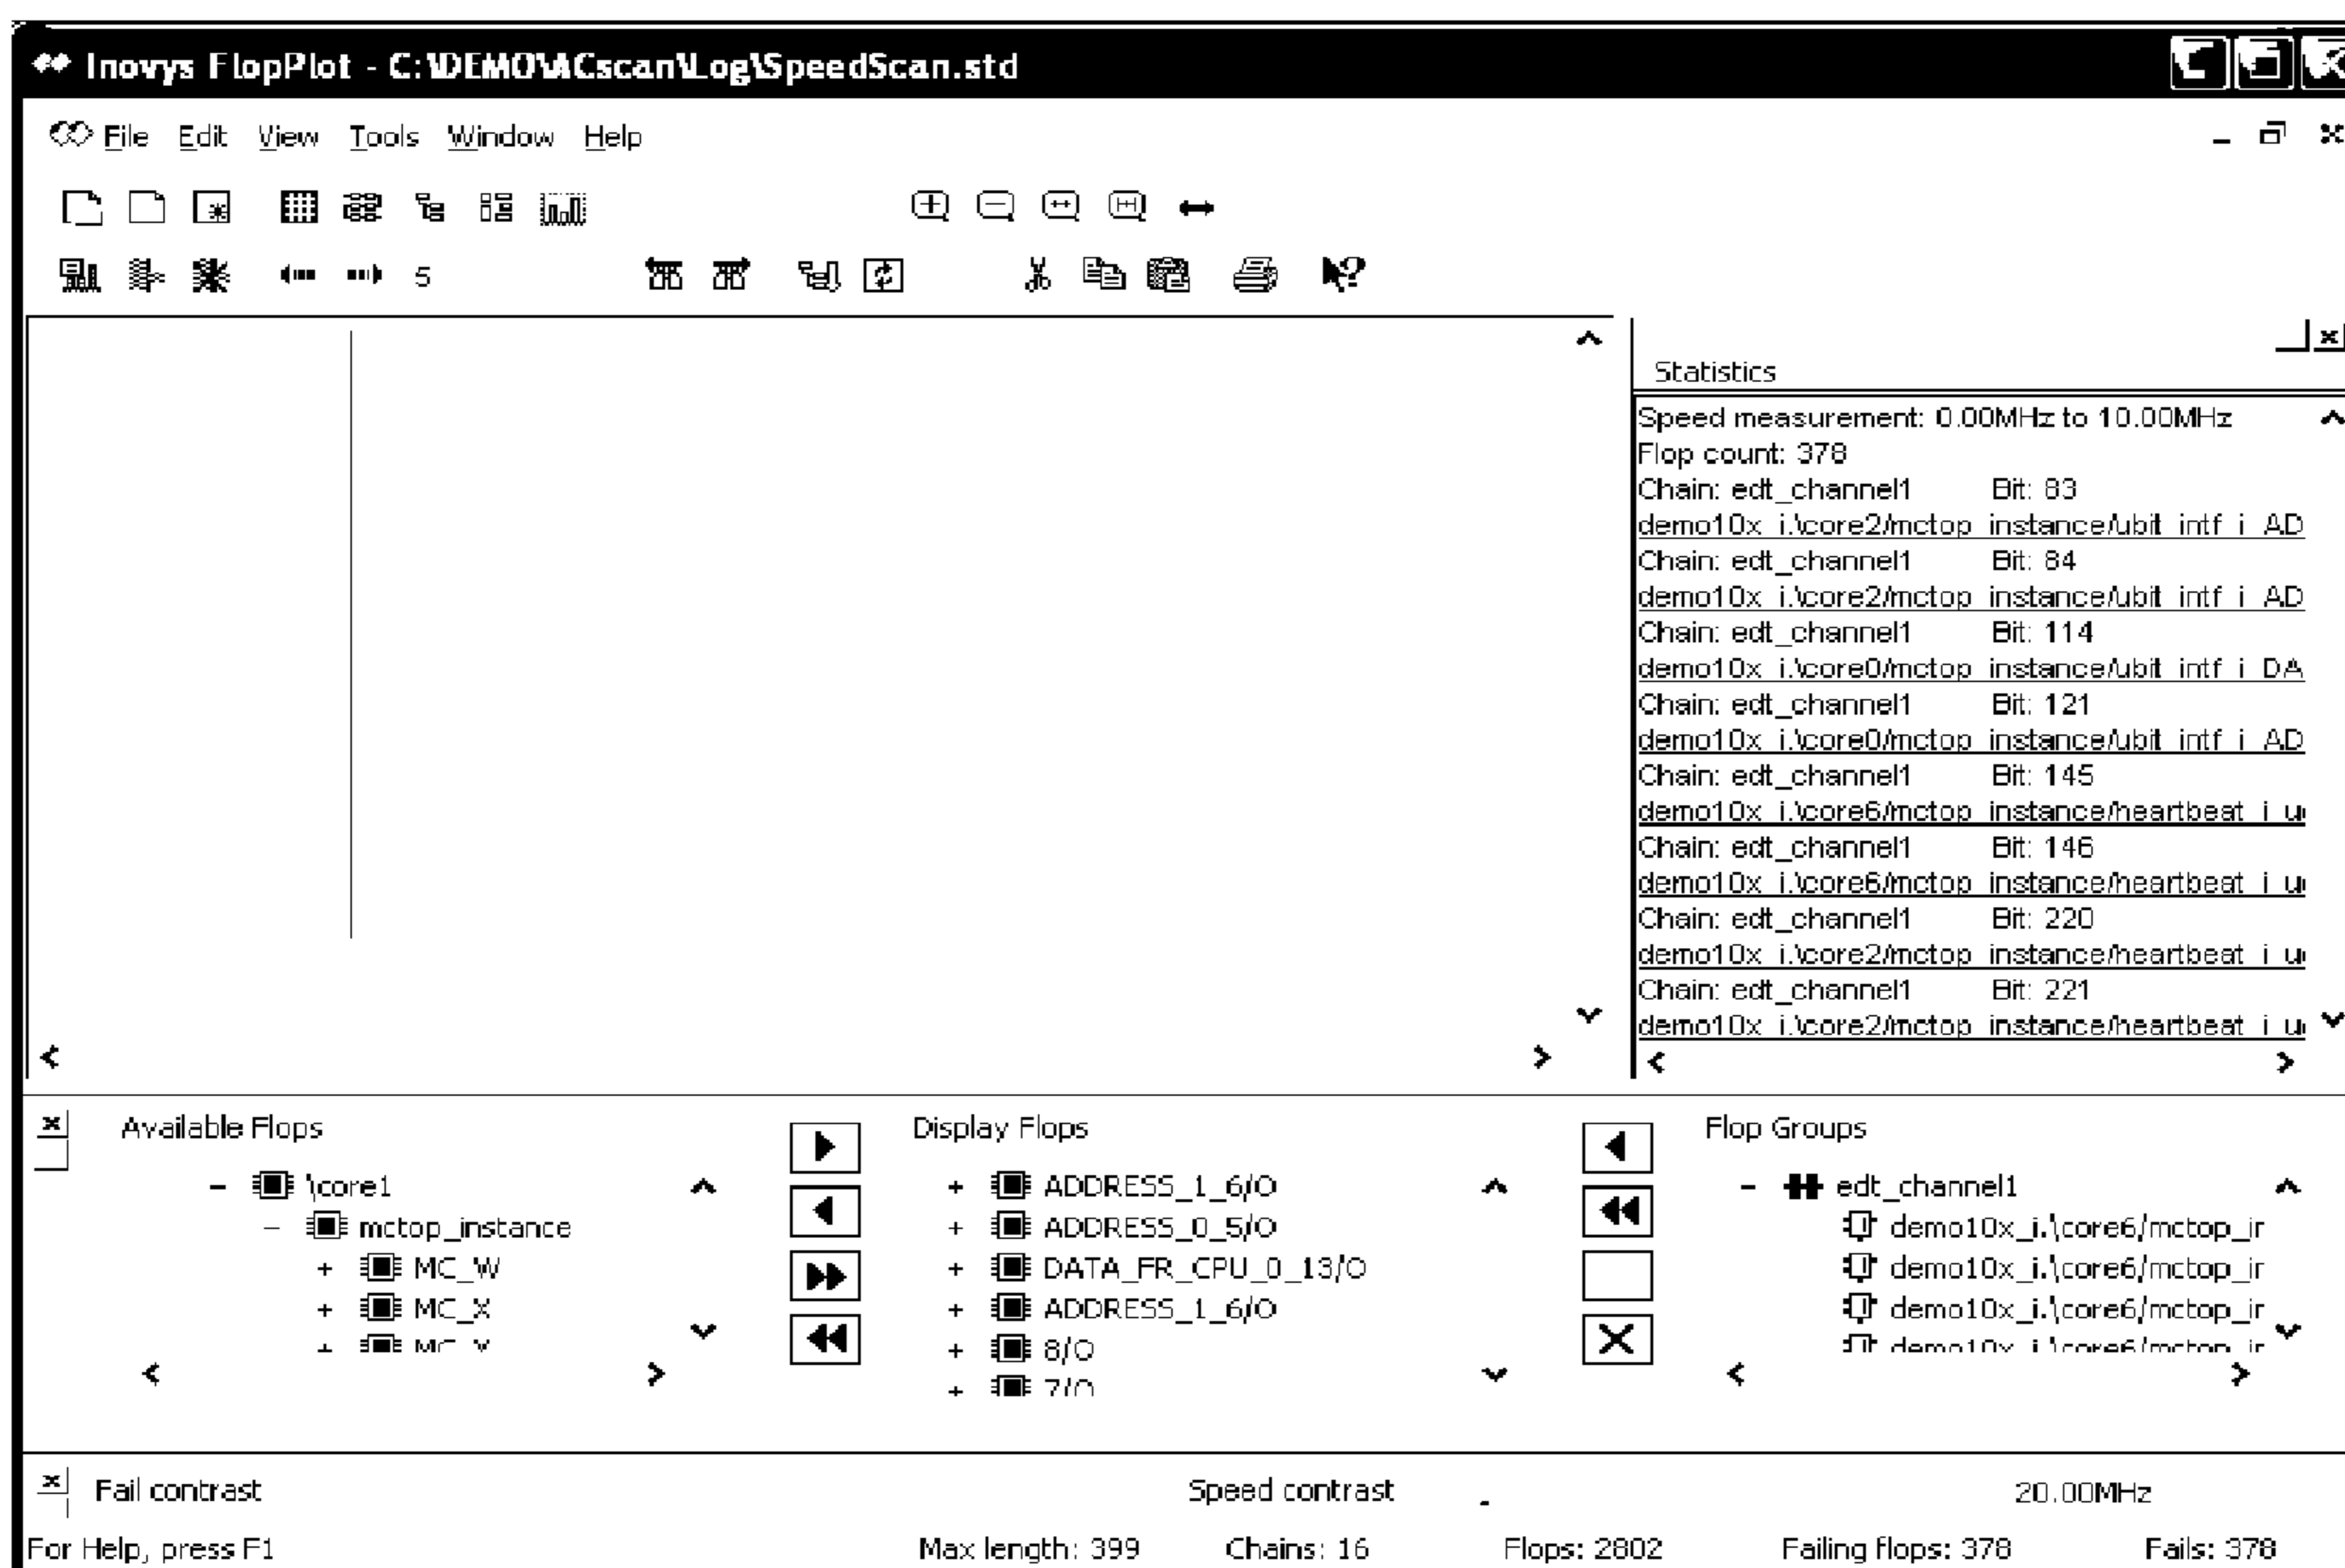 Inovys FlopPlot - C:\DEMO\ACscan\Log\SpeedScan.std
File Edit View Tools Window Help
5
Statistics
Speed measurement: 0.00MHz to 10.00MHz
Flop count: 378
Chain: edt_channel1 Bit: 83
demo10x_i.\core2/mctop_instance/ubit_intf_i_AD
Chain: edt_channel1 Bit: 84
demo10x_i.\core2/mctop_instance/ubit_intf_i_AD
Chain: edt_channel1 Bit: 114
demo10x_i.\core0/mctop_instance/ubit_intf_i_DA
Chain: edt_channel1 Bit: 121
demo10x_i.\core0/mctop_instance/ubit_intf_i_AD
Chain: edt_channel1 Bit: 145
demo10x_i.\core6/mctop_instance/heartbeat_i_u
Chain: edt_channel1 Bit: 146
demo10x_i.\core6/mctop_instance/heartbeat_i_u
Chain: edt_channel1 Bit: 220
demo10x_i.\core2/mctop_instance/heartbeat_i_u
Chain: edt_channel1 Bit: 221
demo10x_i.\core2/mctop_instance/heartbeat_i_u
Available Flops
\core1
mctop_instance
MC_W
MC_X
MC_Y
Display Flops
ADDRESS_1_6/O
ADDRESS_0_5/O
DATA_FR_CPU_0_13/O
ADDRESS_1_6/O
8/O
7/O
Flop Groups
edt_channel1
demo10x_i.\core6/mctop_ir
demo10x_i.\core6/mctop_ir
demo10x_i.\core6/mctop_ir
demo10x_i.\core6/mctop_ir
Fail contrast Speed contrast 20.00MHz
For Help, press F1 Max length: 399 Chains: 16 Flops: 2802 Failing flops: 378 Fails: 378